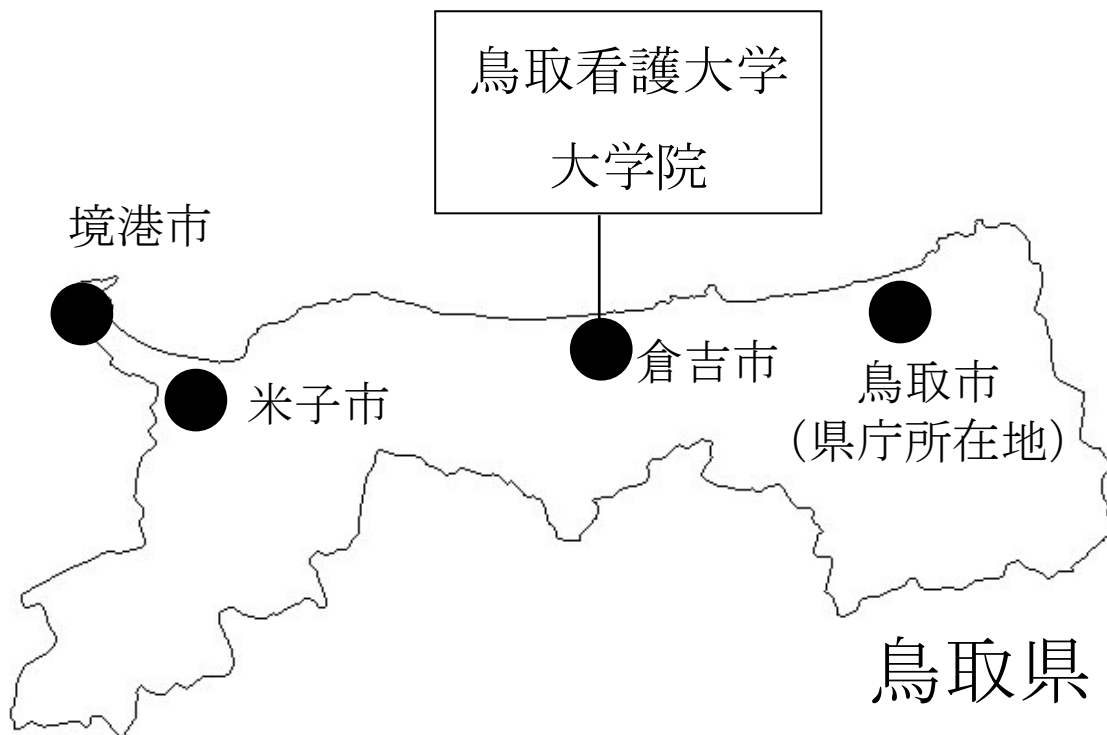 鳥取看護大学
大学院
境港市
米子市
倉吉市
鳥取市
（県庁所在地）
鳥取県